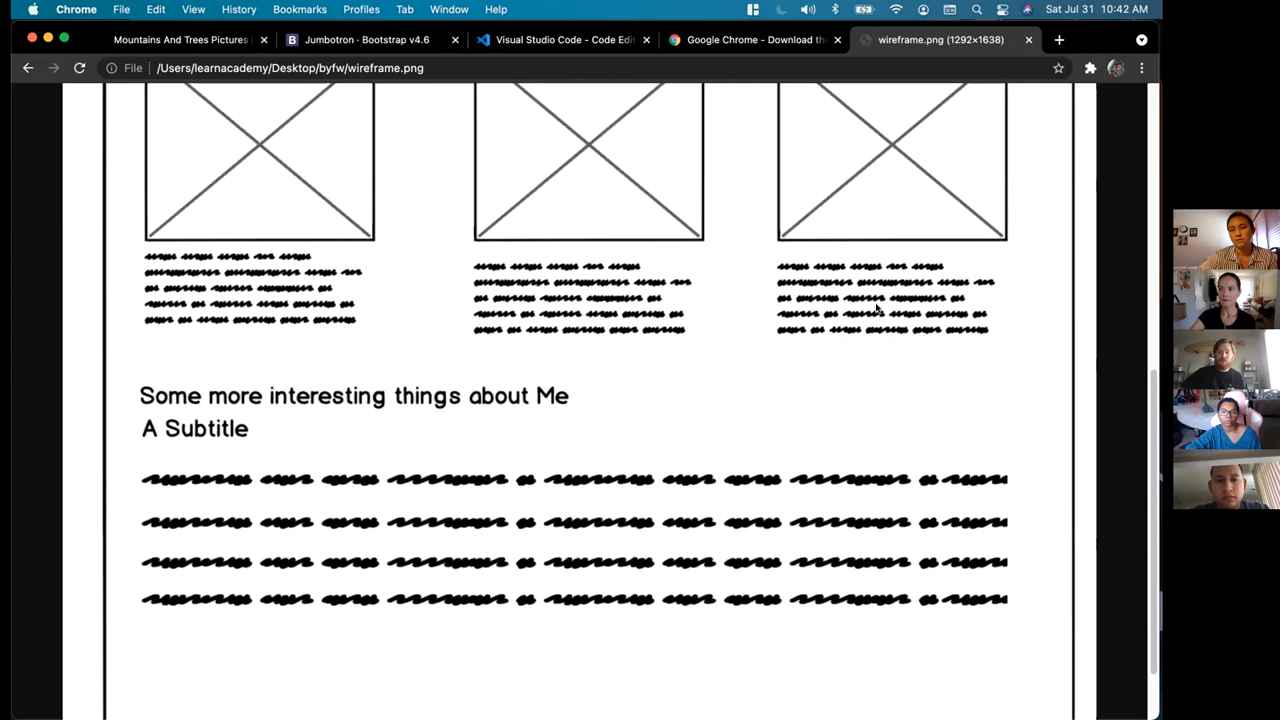 Chrome File Edit View History Bookmarks Profiles Tab Window Help Sat Jul 31 10:42 AM
Mountains And Trees Pictures Jumbotron · Bootstrap v4.6 Visual Studio Code - Code Edit Google Chrome - Download the wireframe.png (1292×1638)
File /Users/learnacademy/Desktop/byfw/wireframe.png
Some more interesting things about Me
A Subtitle